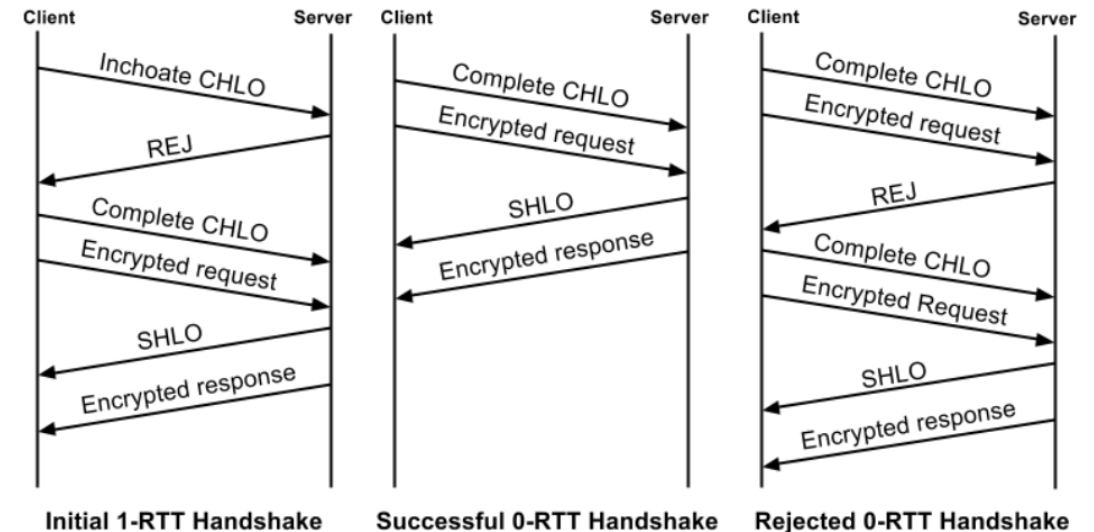 Client
Server
Inchoate CHLO
REJ
Complete CHLO
Encrypted request
SHLO
Encrypted response
Initial 1-RTT Handshake
Client
Server
Complete CHLO
Encrypted request
SHLO
Encrypted response
Successful 0-RTT Handshake
Client
Server
Complete CHLO
Encrypted request
REJ
Complete CHLO
Encrypted Request
SHLO
Encrypted response
Rejected 0-RTT Handshake